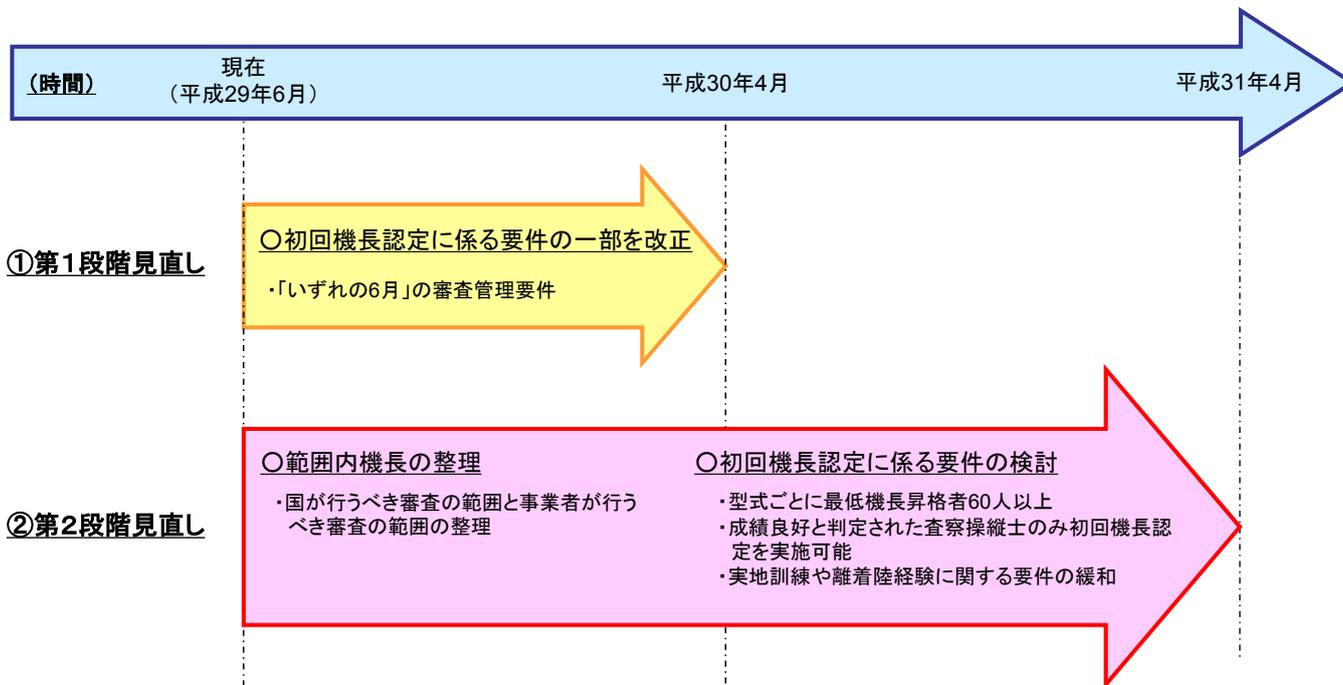 (時間)
現在
(平成29年6月)
平成30年4月
平成31年4月
①第1段階見直し
〇初回機長認定に係る要件の一部を改正
・「いずれの6月」の審査管理要件
②第2段階見直し
〇範囲内機長の整理
・国が行うべき審査の範囲と事業者が行う
べき審査の範囲の整理
〇初回機長認定に係る要件の検討
・型式ごとに最低機長昇格者60人以上
・成績良好と判定された査察操縦士のみ初回機長認
定を実施可能
・実地訓練や離着陸経験に関する要件の緩和